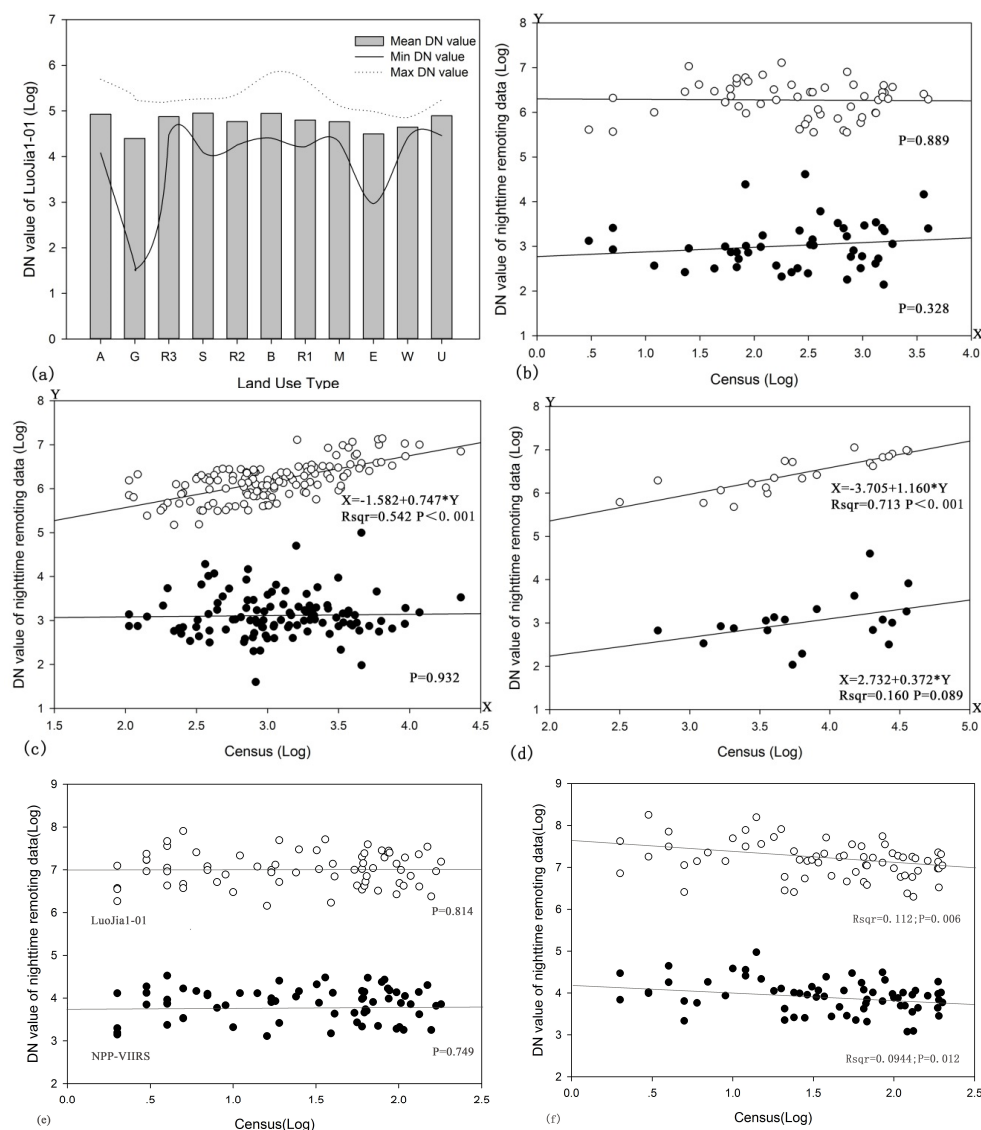 7
6
5
4
3
2
1
0
DN value of LuoJia1-01 (Log)
Mean DN value
Min DN value
Max DN value
A G R3 S R2 B R1 M E W U
Land Use Type
(a)
Y
8
7
6
5
4
3
2
1
DN value of nighttime remoting data (Log)
P=0.889
P=0.328
X
0.0 .5 1.0 1.5 2.0 2.5 3.0 3.5 4.0
Census (Log)
(b)
Y
8
7
6
5
4
3
2
1
DN value of nighttime remoting data (Log)
X=-1.582+0.747*Y
Rsqr=0.542 P<0.001
P=0.932
X
1.5 2.0 2.5 3.0 3.5 4.0 4.5
Census (Log)
(c)
Y
8
7
6
5
4
3
2
1
DN value of nighttime remoting data (Log)
X=-3.705+1.160*Y
Rsqr=0.713 P<0.001
X=2.732+0.372*Y
Rsqr=0.160 P=0.089
X
2.0 2.5 3.0 3.5 4.0 4.5 5.0
Census (Log)
(d)
9
8
7
6
5
4
3
2
DN value of nighttime remoting data(Log)
LuoJia1-01
P=0.814
NPP-VIIRS
P=0.749
0.0 .5 1.0 1.5 2.0 2.5
Census(Log)
(e)
9
8
7
6
5
4
3
2
DN value of nighttime remoting data(Log)
Rsqr=0.112;P=0.006
Rsqr=0.0944;P=0.012
0.0 .5 1.0 1.5 2.0 2.5
Census(Log)
(f)